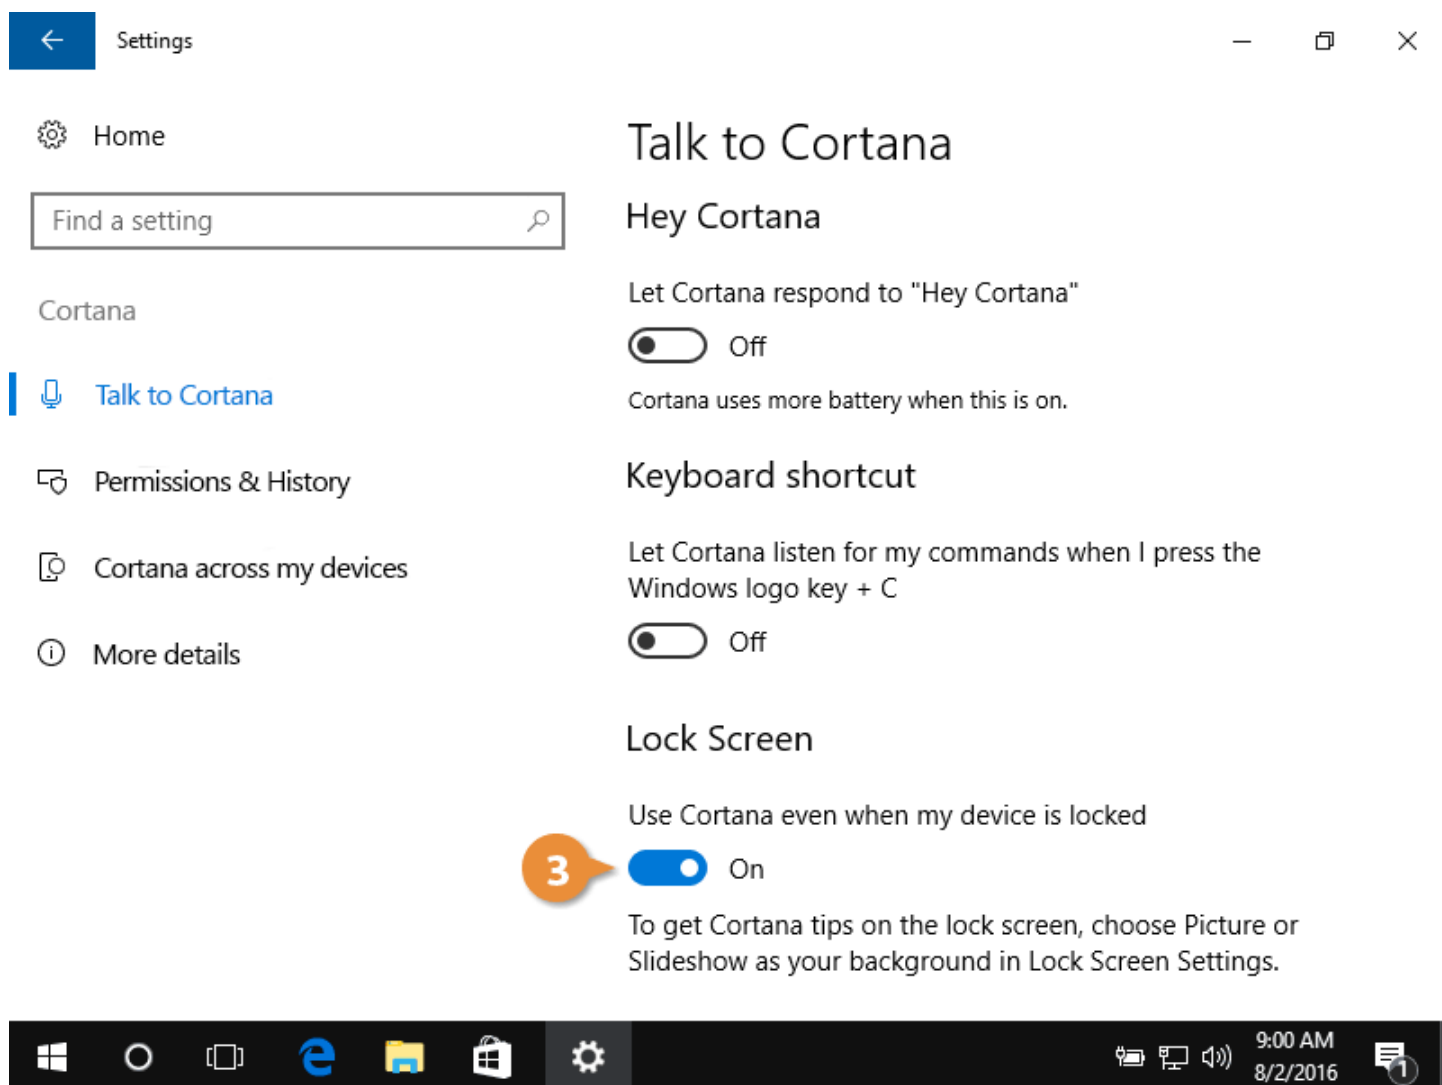 Settings
Home
Find a setting
Cortana
Talk to Cortana
Permissions & History
Cortana across my devices
More details
Talk to Cortana
Hey Cortana
Let Cortana respond to "Hey Cortana"
Off
Cortana uses more battery when this is on.
Keyboard shortcut
Let Cortana listen for my commands when I press the
Windows logo key + C
Off
Lock Screen
Use Cortana even when my device is locked
3
On
To get Cortana tips on the lock screen, choose Picture or
Slideshow as your background in Lock Screen Settings.
9:00 AM
8/2/2016
1